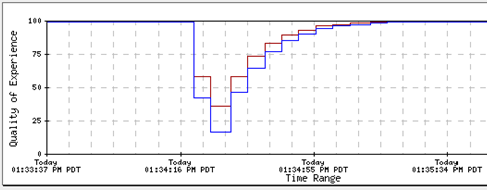 100
75
50
25
0
Quality of Experience
Today Today Today Today
01:33:37 PM PDT 01:34:16 PM PDT 01:34:55 PM PDT 01:35:34 PM PDT
Time Range